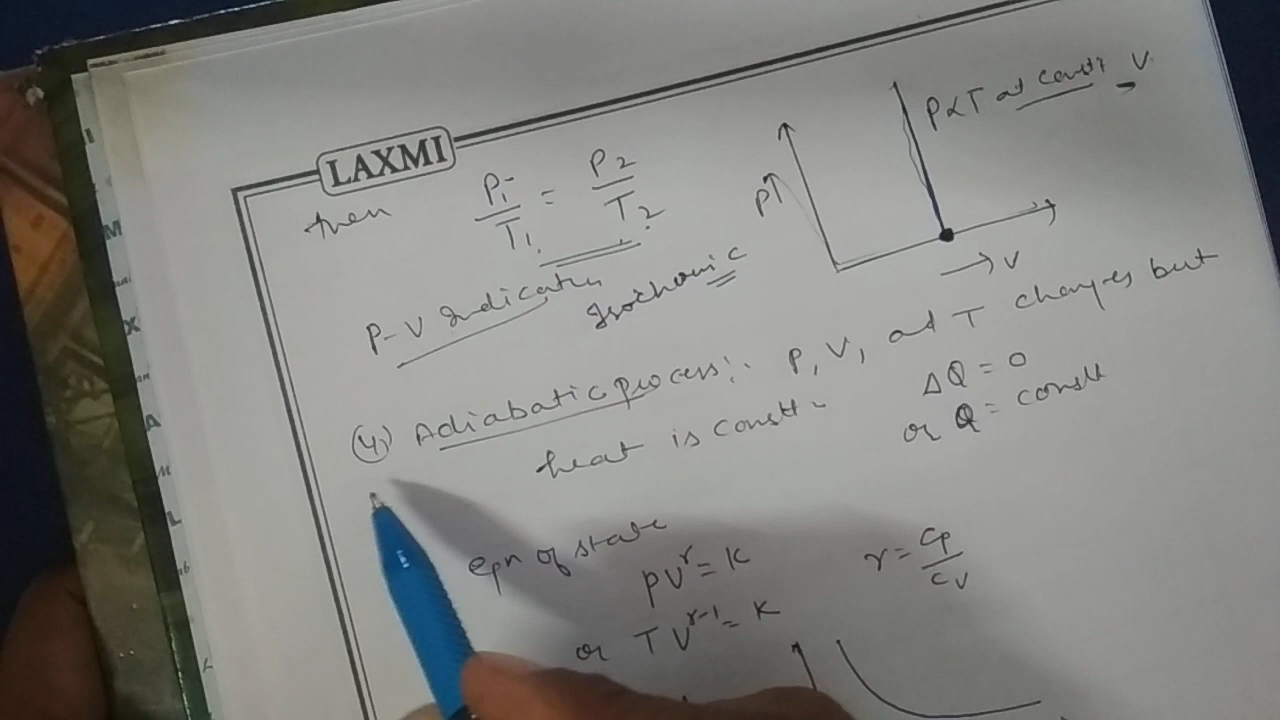 LAXMI
then P1/T1 = P2/T2
P↑
P∝T at constt V.
→ V
P-V Indicator
Isochoric
(4) Adiabatic process:- P, V, and T changes but
heat is constt - ΔQ = 0
or Q = constt
eqn of state
PV^γ = K
γ = Cp/Cv
or TV^γ-1 = K